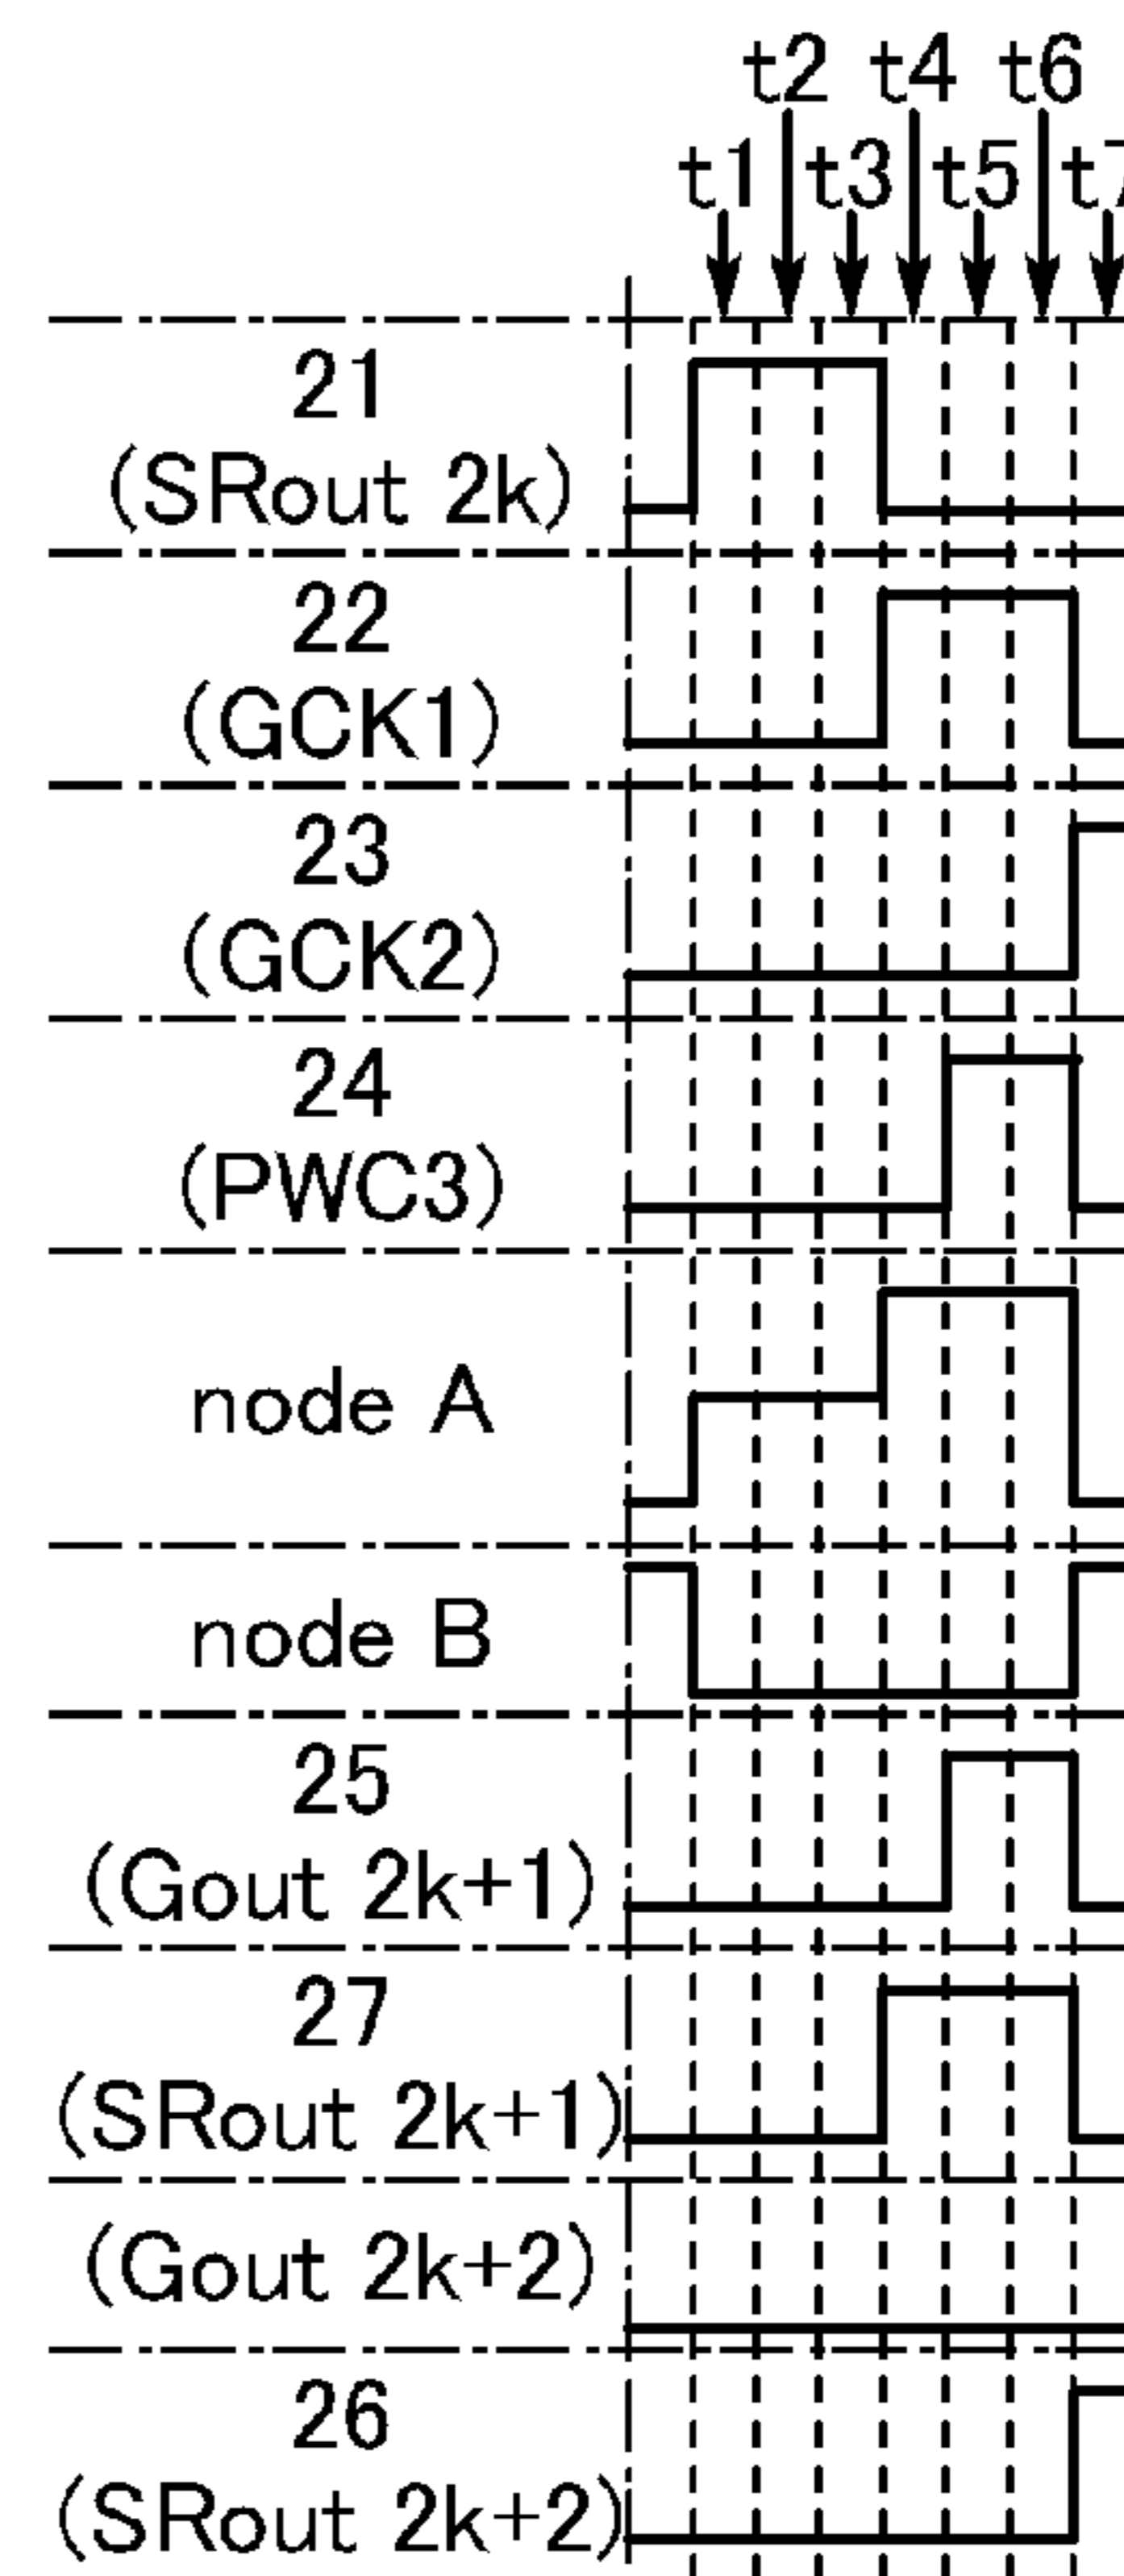 t2 t4 t6
t1 t3 t5 t7
21
(SRout 2k)
22
(GCK1)
23
(GCK2)
24
(PWC3)
node A
node B
25
(Gout 2k+1)
27
(SRout 2k+1)
(Gout 2k+2)
26
(SRout 2k+2)